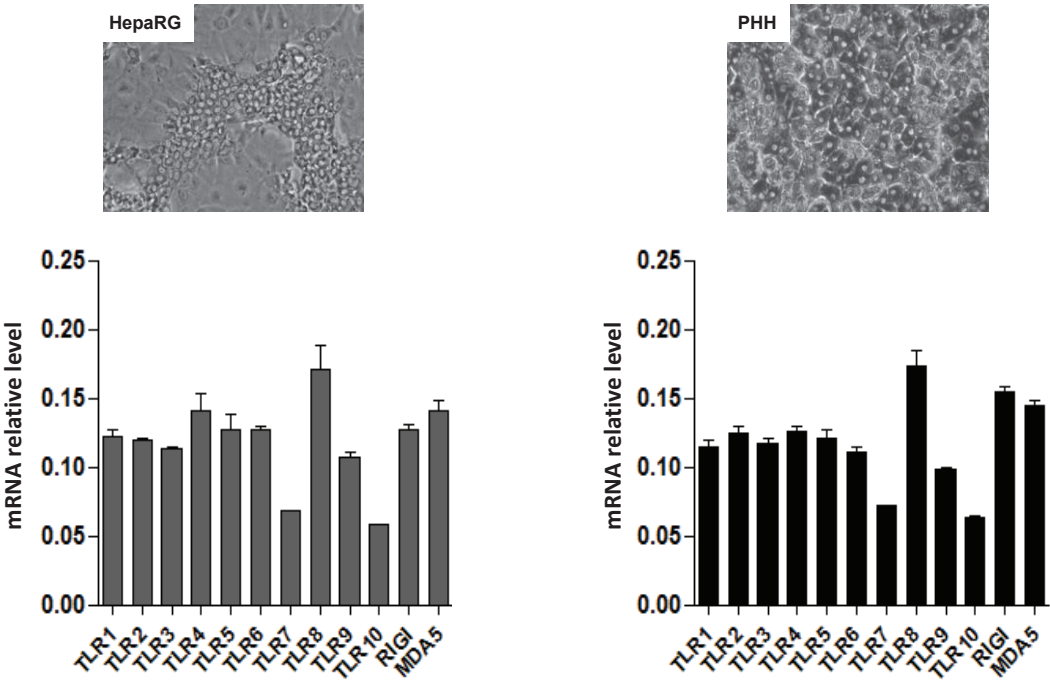 HepaRG
PHH
mRNA relative level
0.25
0.20
0.15
0.10
0.05
0.00
TLR1
TLR2
TLR3
TLR4
TLR5
TLR6
TLR7
TLR8
TLR9
TLR10
RIGI
MDA5
mRNA relative level
0.25
0.20
0.15
0.10
0.05
0.00
TLR1
TLR2
TLR3
TLR4
TLR5
TLR6
TLR7
TLR8
TLR9
TLR10
RIGI
MDA5